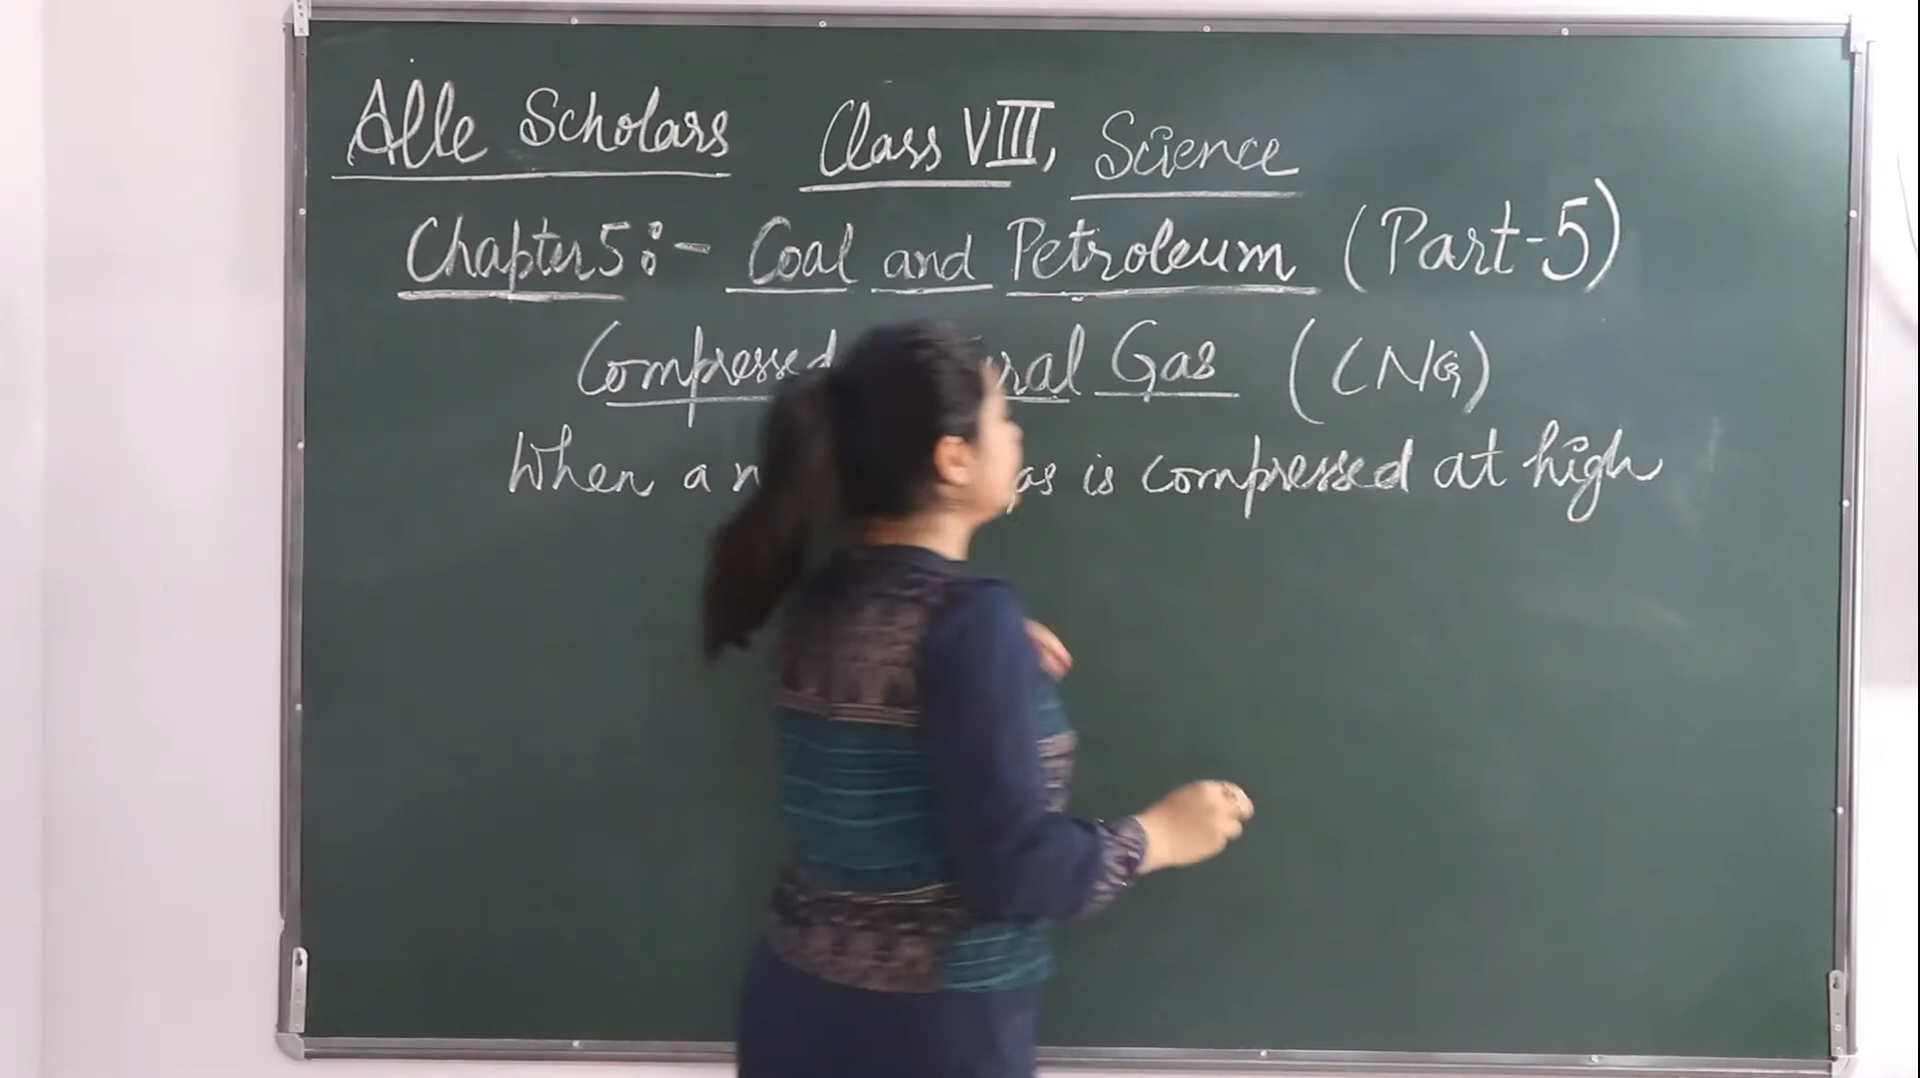 Alle Scholars Class VIII, Science
Chapter 5:- Coal and Petroleum (Part-5)
Compressed Gas (CNG)
When a is compressed at high